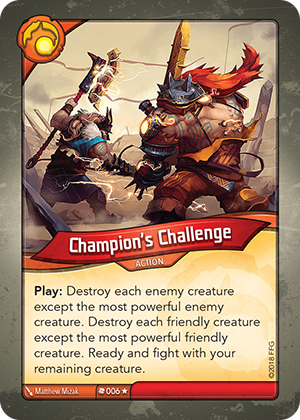 Champion's Challenge
ACTION
Play: Destroy each enemy creature
except the most powerful enemy
creature. Destroy each friendly creature
except the most powerful friendly
creature. Ready and fight with your
remaining creature.
©2018 FFG
Matthew Mizak
006★